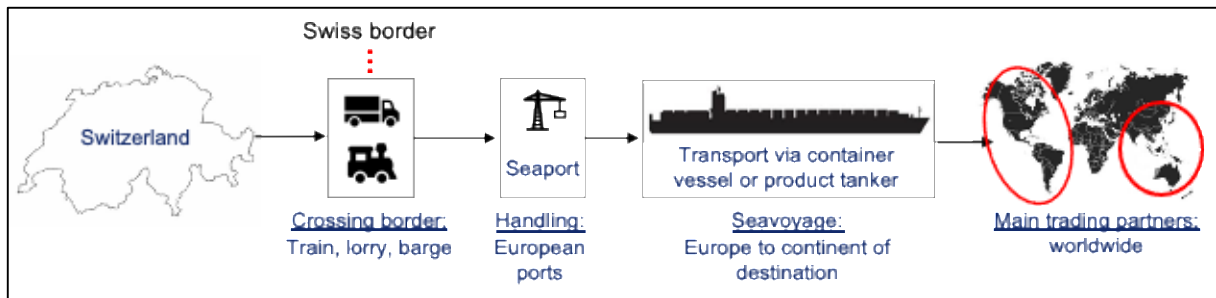 Swiss border
Switzerland
Seaport
Transport via container
vessel or product tanker
Crossing border:
Train, lorry, barge
Handling:
European
ports
Seavoyage:
Europe to continent of
destination
Main trading partners:
worldwide